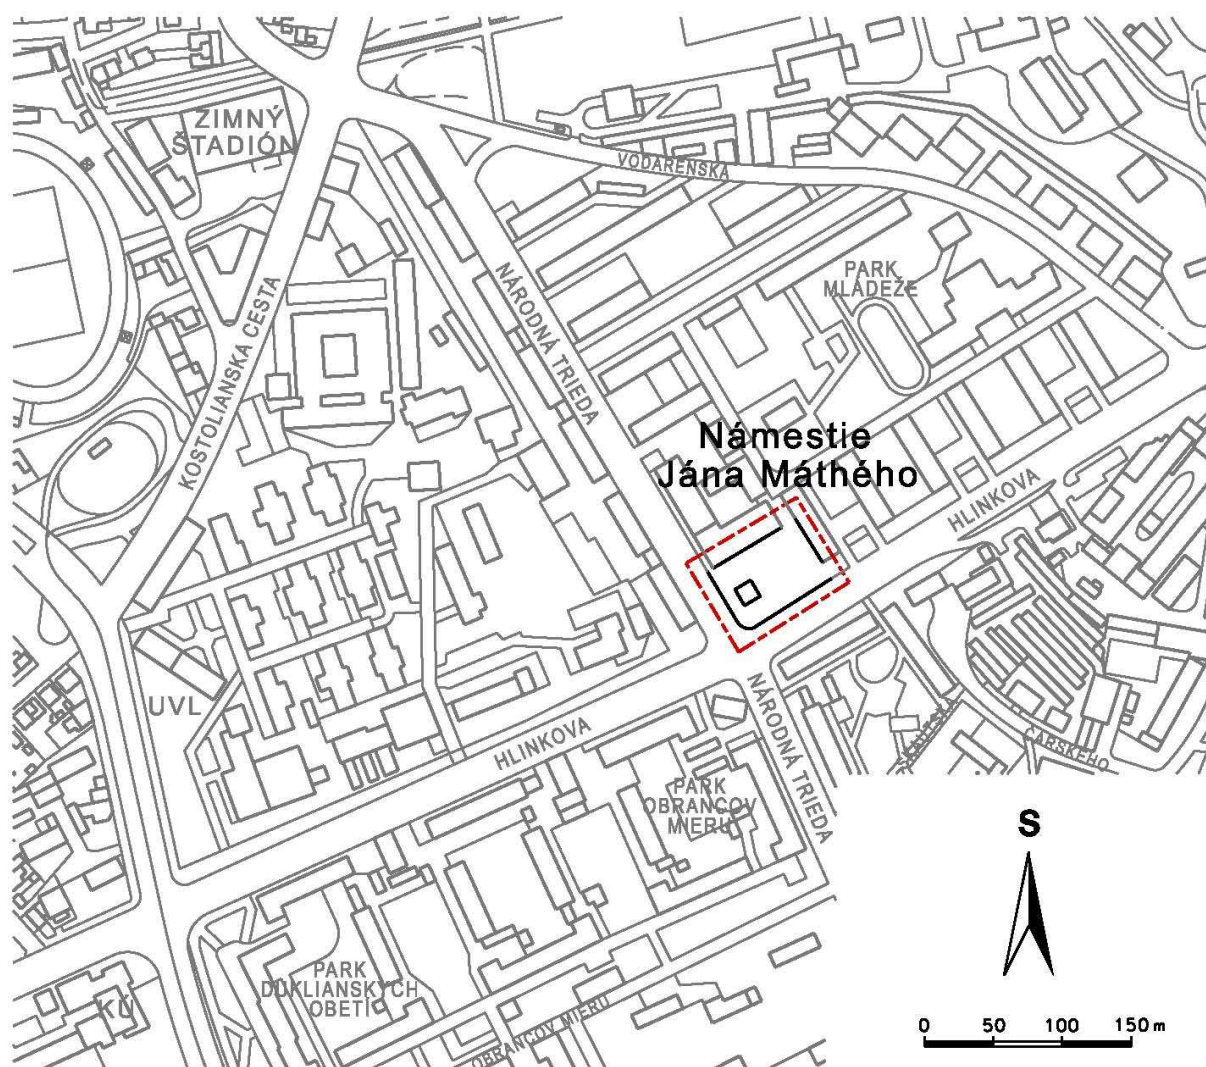 ZIMNÝ
ŠTADIÓN
VODÁRENSKÁ
KOSTOLIANSKA CESTA
NÁRODNÁ TRIEDA
PARK
MLÁDEŽE
Námestie
Jána Máthého
HLINKOVA
UVL
HLINKOVA
NÁRODNÁ TRIEDA
ČÁRSKEHO
PARK
OBRANCOV
MIERU
PARK
DUKLIANSKYCH
OBETÍ
KÚ
OBRANCOV MIERU
S
0 50 100 150 m